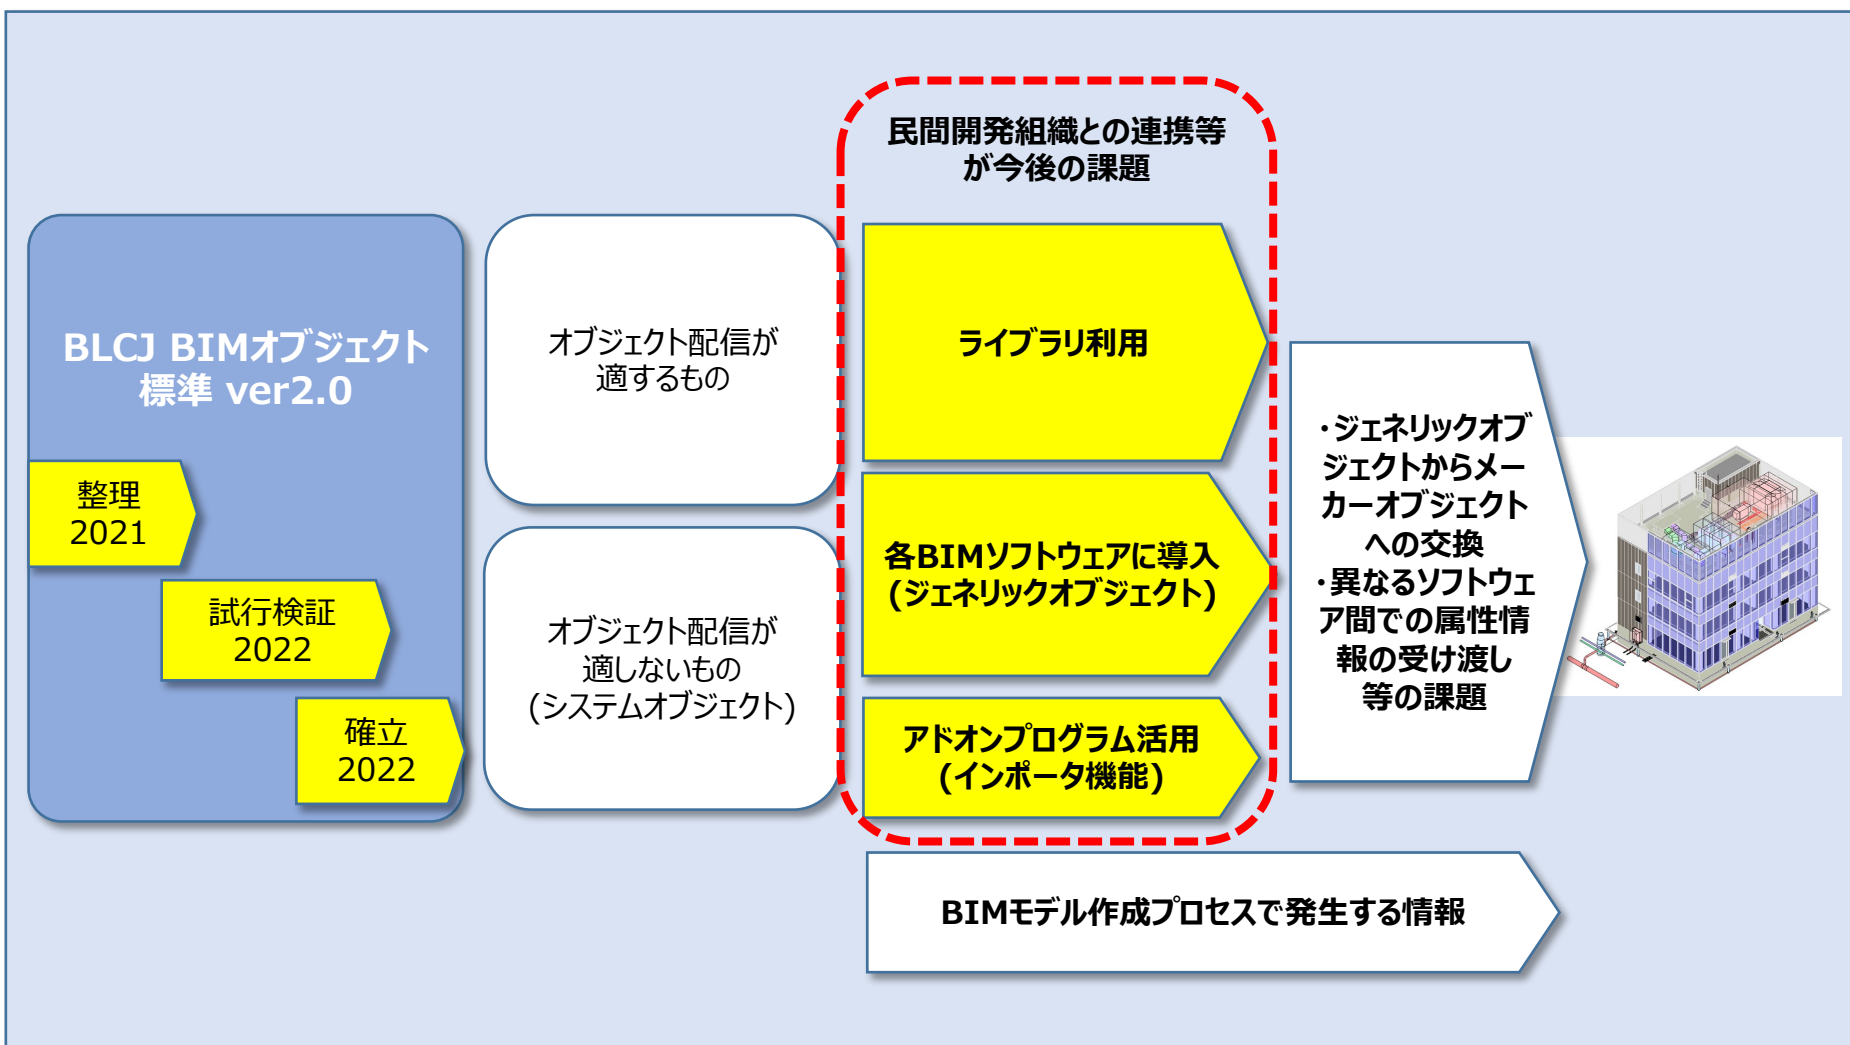 民間開発組織との連携等
が今後の課題
BLCJ BIMオブジェクト
標準 ver2.0
整理
2021
試行検証
2022
確立
2022
オブジェクト配信が
適するもの
オブジェクト配信が
適しないもの
(システムオブジェクト)
ライブラリ利用
各BIMソフトウェアに導入
(ジェネリックオブジェクト)
アドオンプログラム活用
(インポータ機能)
・ジェネリックオブ
ジェクトからメー
カーオブジェクト
への交換
・異なるソフトウェ
ア間での属性情
報の受け渡し
等の課題
BIMモデル作成プロセスで発生する情報